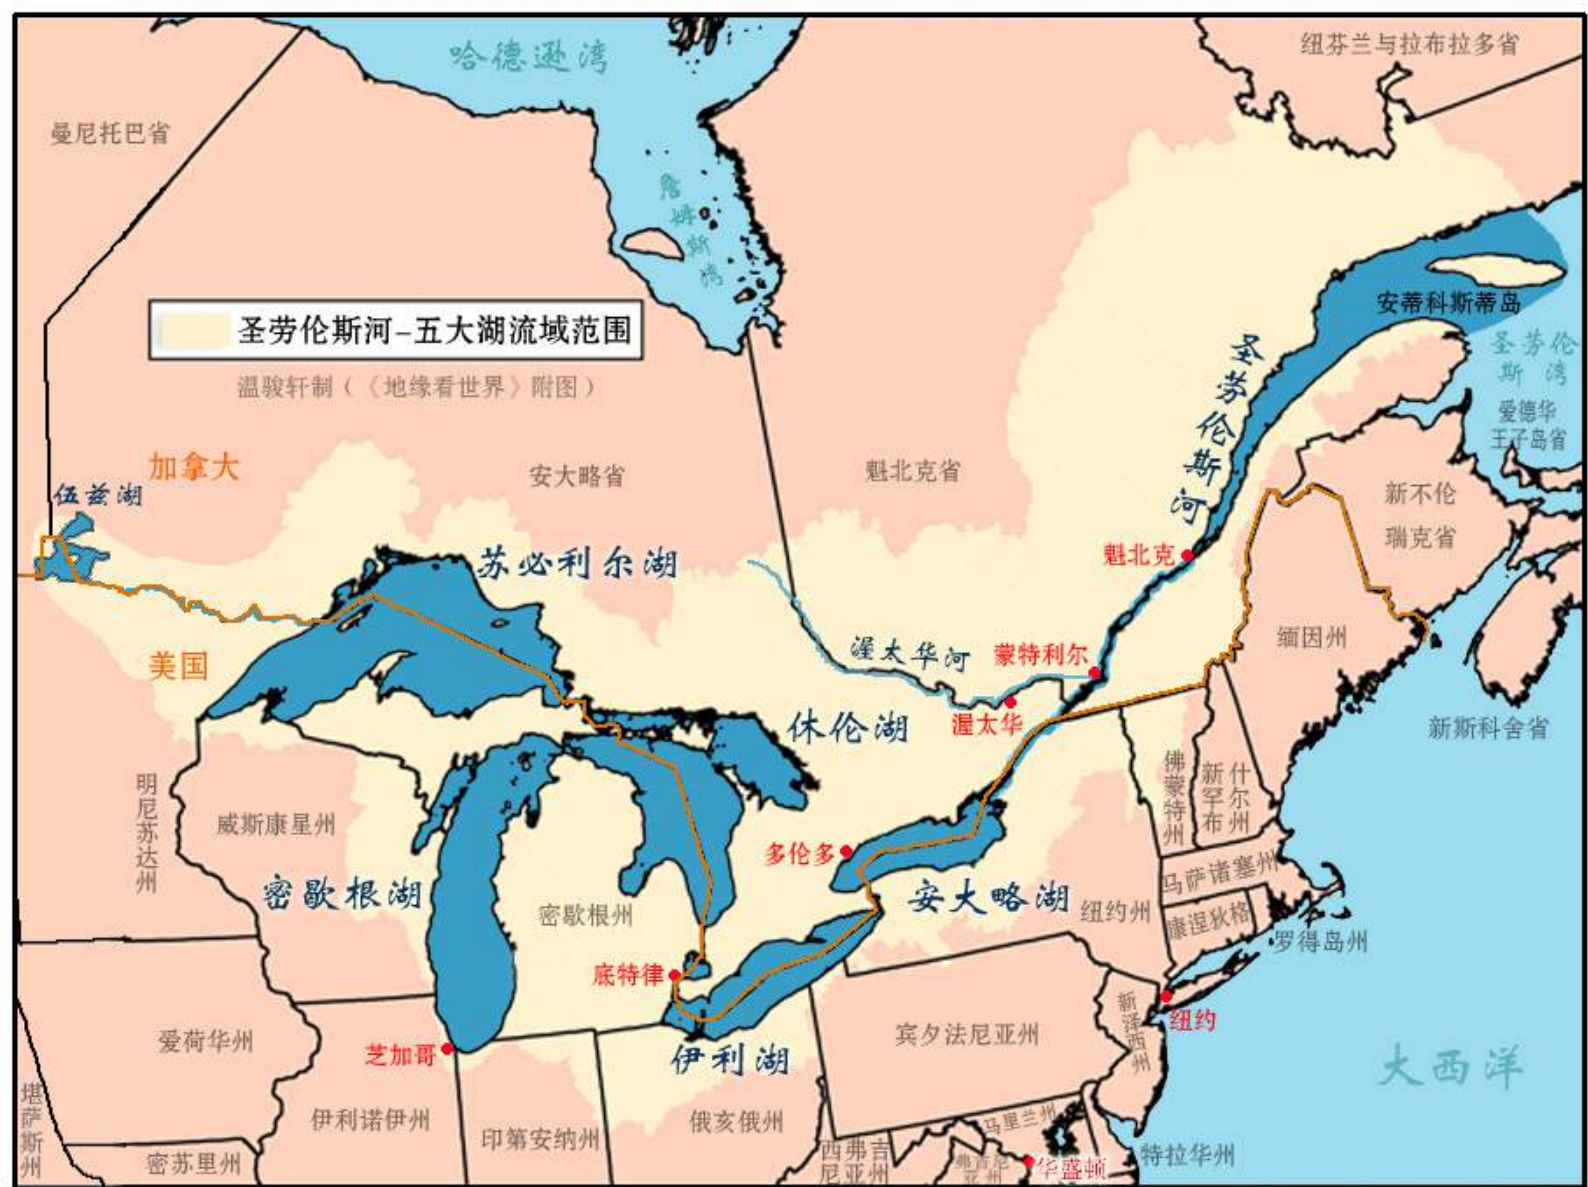 哈德逊湾
纽芬兰与拉布拉多省
曼尼托巴省
詹姆斯湾
圣劳伦斯河-五大湖流域范围
温骏轩制(《地缘看世界》附图)
安蒂科斯蒂岛
圣劳伦
斯湾
圣劳伦斯河
爱德华
王子岛省
加拿大
安大略省
魁北克省
伍兹湖
新不伦
瑞克省
苏必利尔湖
魁北克
美国
渥太华河
蒙特利尔
缅因州
休伦湖
渥太华
新斯科舍省
明尼苏达州
威斯康星州
佛蒙特州
新罕布
什尔州
多伦多
密歇根湖
密歇根州
安大略湖
纽约州
马萨诸塞州
康涅狄格
罗得岛州
底特律
爱荷华州
芝加哥
伊利湖
宾夕法尼亚州
新泽西州
纽约
大西洋
堪萨斯州
伊利诺伊州
印第安纳州
俄亥俄州
马里兰州
密苏里州
西弗吉
尼亚州
弗吉尼
亚州
华盛顿
特拉华州